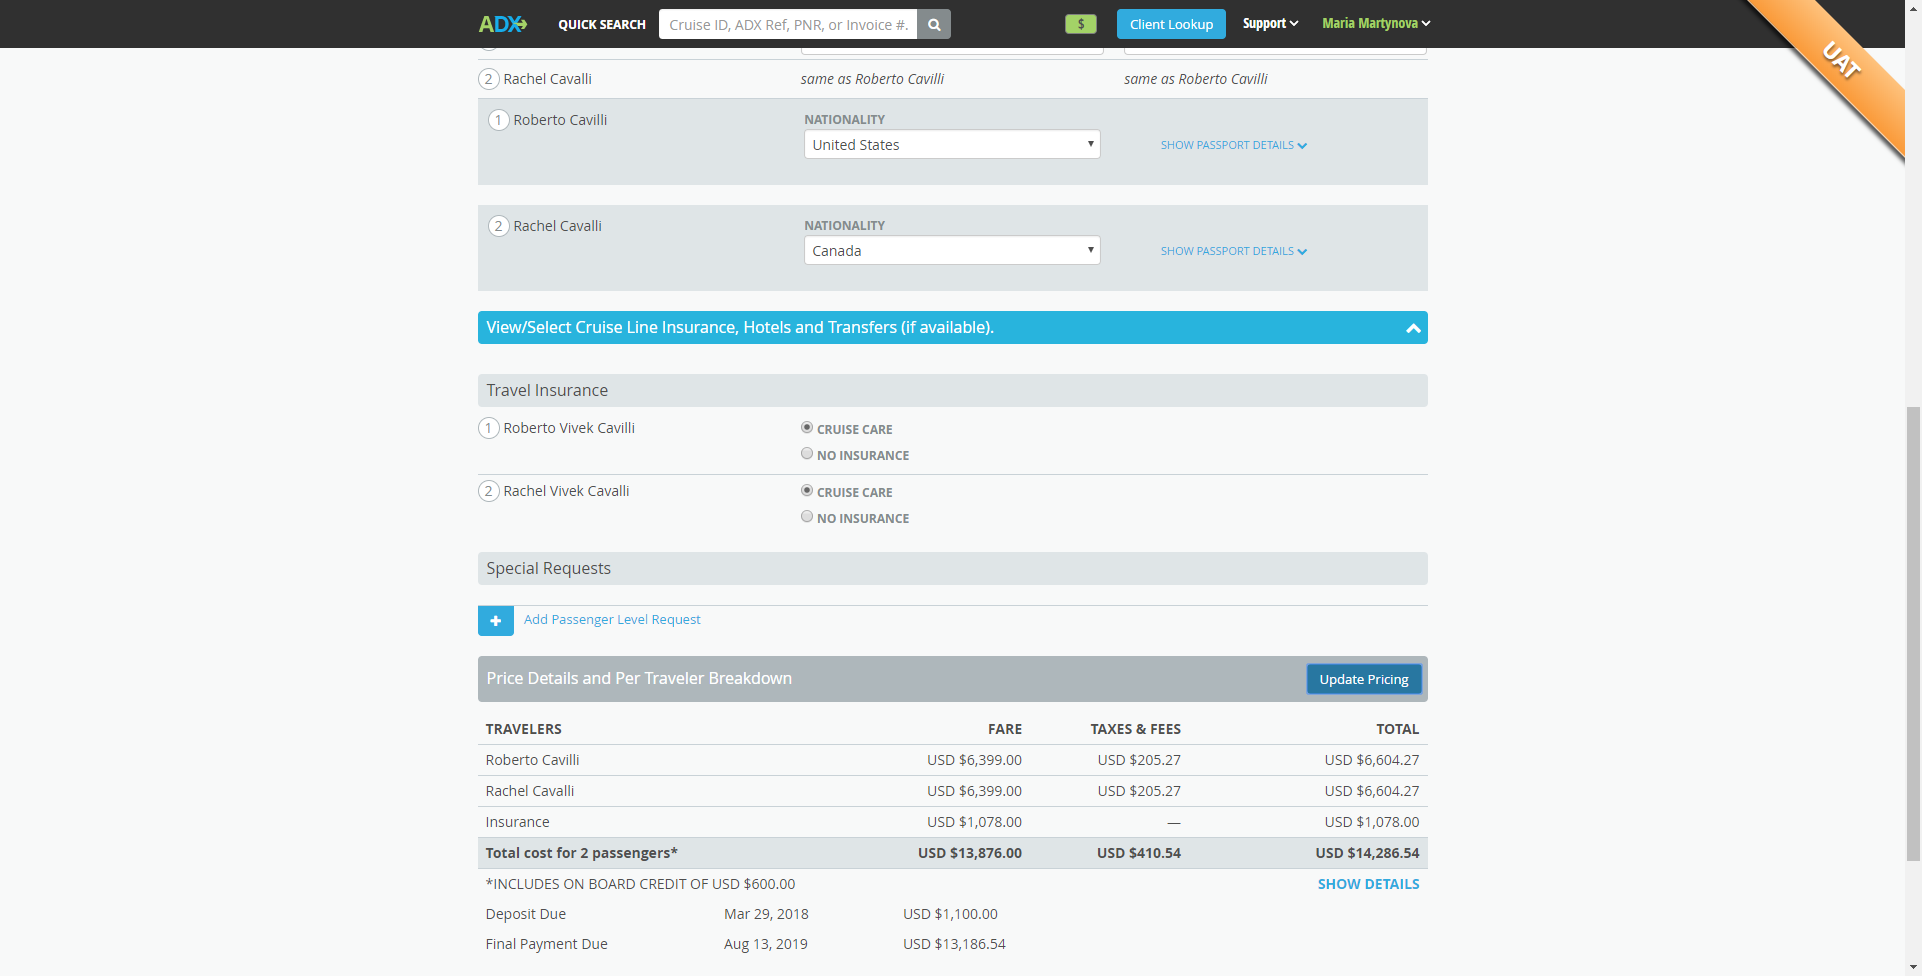 ADX QUICK SEARCH Cruise ID, ADX Ref, PNR, or Invoice #. $ Client Lookup Support Maria Martynova
UAT
2 Rachel Cavalli same as Roberto Cavilli same as Roberto Cavilli
1 Roberto Cavilli NATIONALITY
United States SHOW PASSPORT DETAILS
2 Rachel Cavalli NATIONALITY
Canada SHOW PASSPORT DETAILS
View/Select Cruise Line Insurance, Hotels and Transfers (if available).
Travel Insurance
1 Roberto Vivek Cavilli CRUISE CARE
NO INSURANCE
2 Rachel Vivek Cavalli CRUISE CARE
NO INSURANCE
Special Requests
+ Add Passenger Level Request
Price Details and Per Traveler Breakdown Update Pricing
TRAVELERS FARE TAXES & FEES TOTAL
Roberto Cavilli USD $6,399.00 USD $205.27 USD $6,604.27
Rachel Cavalli USD $6,399.00 USD $205.27 USD $6,604.27
Insurance USD $1,078.00 — USD $1,078.00
Total cost for 2 passengers* USD $13,876.00 USD $410.54 USD $14,286.54
*INCLUDES ON BOARD CREDIT OF USD $600.00 SHOW DETAILS
Deposit Due Mar 29, 2018 USD $1,100.00
Final Payment Due Aug 13, 2019 USD $13,186.54